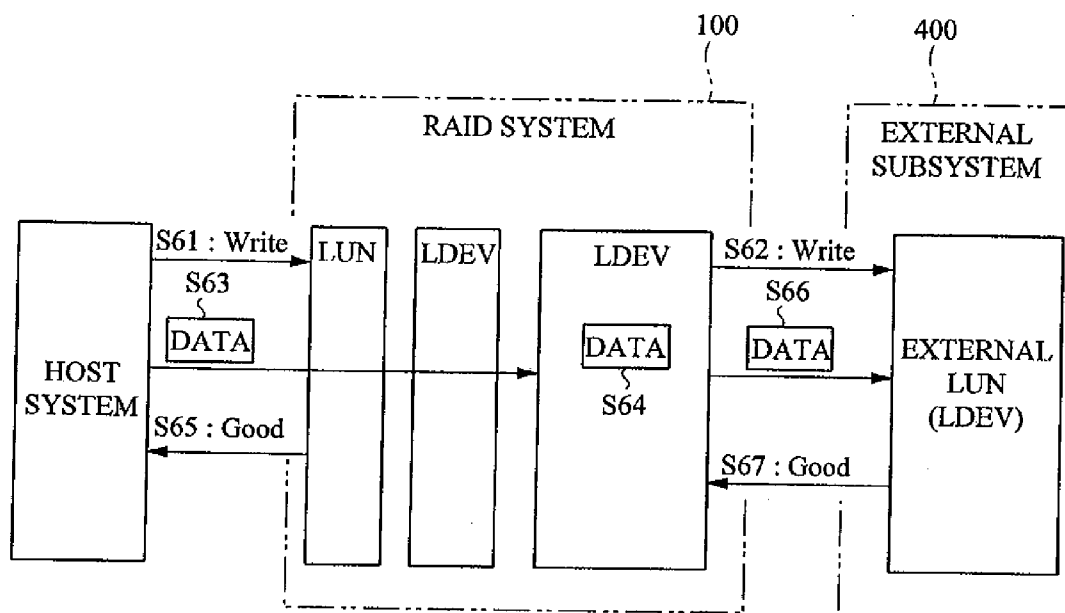 100
400
RAID SYSTEM
EXTERNAL
SUBSYSTEM
S61 : Write
LUN
LDEV
LDEV
S62 : Write
S63
DATA
S66
DATA
DATA
S64
HOST
SYSTEM
EXTERNAL
LUN
(LDEV)
S65 : Good
S67 : Good